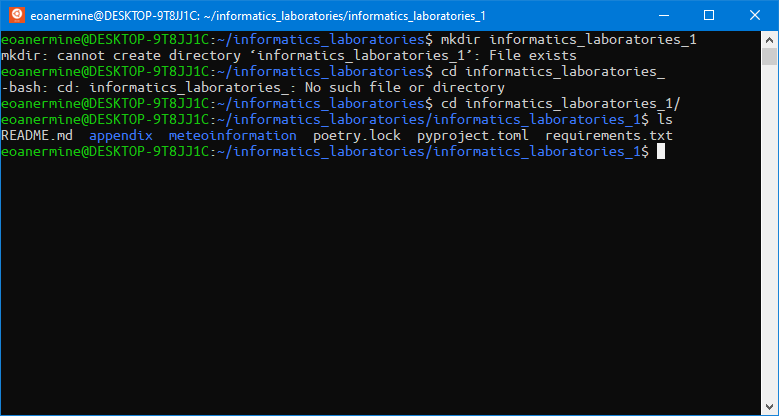 eoanermine@DESKTOP-9T8JJ1C: ~/informatics_laboratories/informatics_laboratories_1
eoanermine@DESKTOP-9T8JJ1C:~/informatics_laboratories$ mkdir informatics_laboratories_1
mkdir: cannot create directory ‘informatics_laboratories_1’: File exists
eoanermine@DESKTOP-9T8JJ1C:~/informatics_laboratories$ cd informatics_laboratories_
-bash: cd: informatics_laboratories_: No such file or directory
eoanermine@DESKTOP-9T8JJ1C:~/informatics_laboratories$ cd informatics_laboratories_1/
eoanermine@DESKTOP-9T8JJ1C:~/informatics_laboratories/informatics_laboratories_1$ ls
README.md  appendix  meteoinformation  poetry.lock  pyproject.toml  requirements.txt
eoanermine@DESKTOP-9T8JJ1C:~/informatics_laboratories/informatics_laboratories_1$